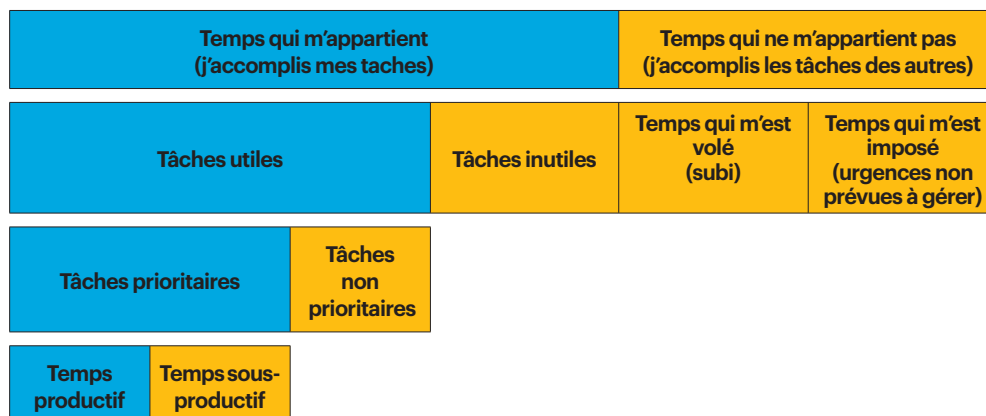 Temps qui m'appartient
(j'accomplis mes taches)
Temps qui ne m'appartient pas
(j'accomplis les tâches des autres)
Tâches utiles
Tâches inutiles
Temps qui m'est
volé
(subi)
Temps qui m'est
imposé
(urgences non
prévues à gérer)
Tâches prioritaires
Tâches
non
prioritaires
Temps
productif
Temps sous-
productif